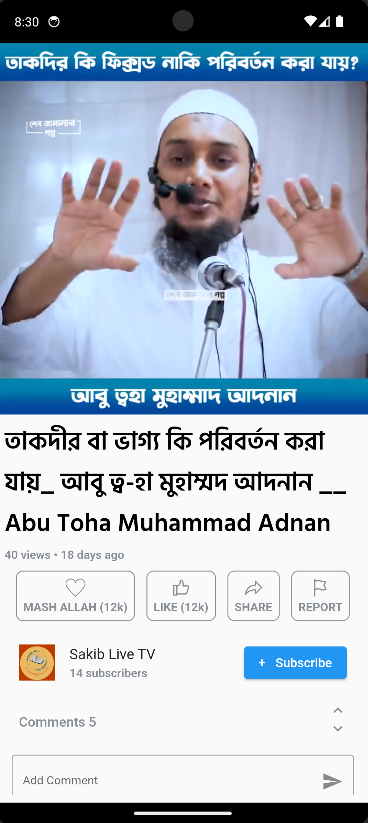 8:30
তাকদির কি ফিক্সড নাকি পরিবর্তন করা যায়?
শেষ জামানার
গল্প
শেষ জামানার গল্প
আবু ত্বহা মুহাম্মাদ আদনান
তাকদীর বা ভাগ্য কি পরিবর্তন করা
যায়_ আবু ত্ব-হা মুহাম্মদ আদনান __
Abu Toha Muhammad Adnan
40 views • 18 days ago
MASH ALLAH (12k) LIKE (12k) SHARE REPORT
Sakib Live TV
14 subscribers
+ Subscribe
Comments 5
Add Comment